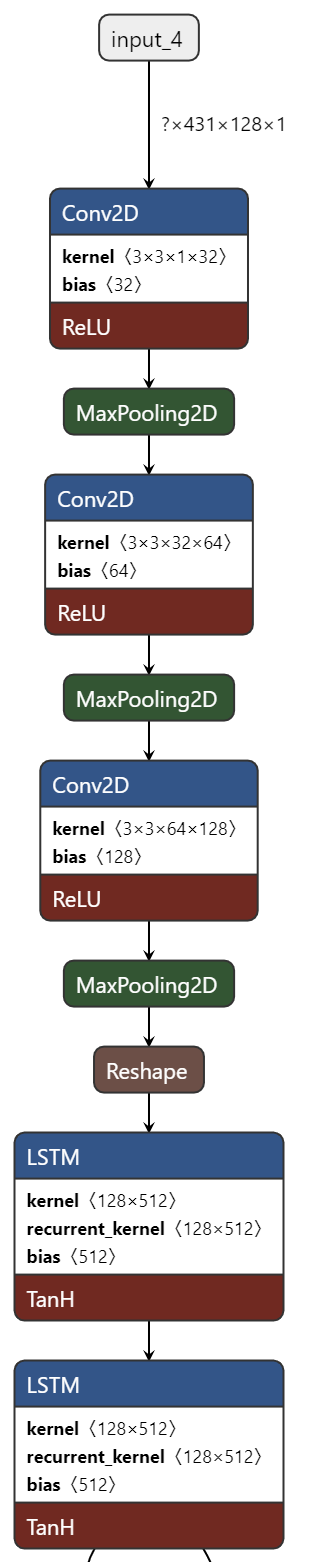 input_4
?×431×128×1
Conv2D
kernel 〈3×3×1×32〉
bias 〈32〉
ReLU
MaxPooling2D
Conv2D
kernel 〈3×3×32×64〉
bias 〈64〉
ReLU
MaxPooling2D
Conv2D
kernel 〈3×3×64×128〉
bias 〈128〉
ReLU
MaxPooling2D
Reshape
LSTM
kernel 〈128×512〉
recurrent_kernel 〈128×512〉
bias 〈512〉
TanH
LSTM
kernel 〈128×512〉
recurrent_kernel 〈128×512〉
bias 〈512〉
TanH